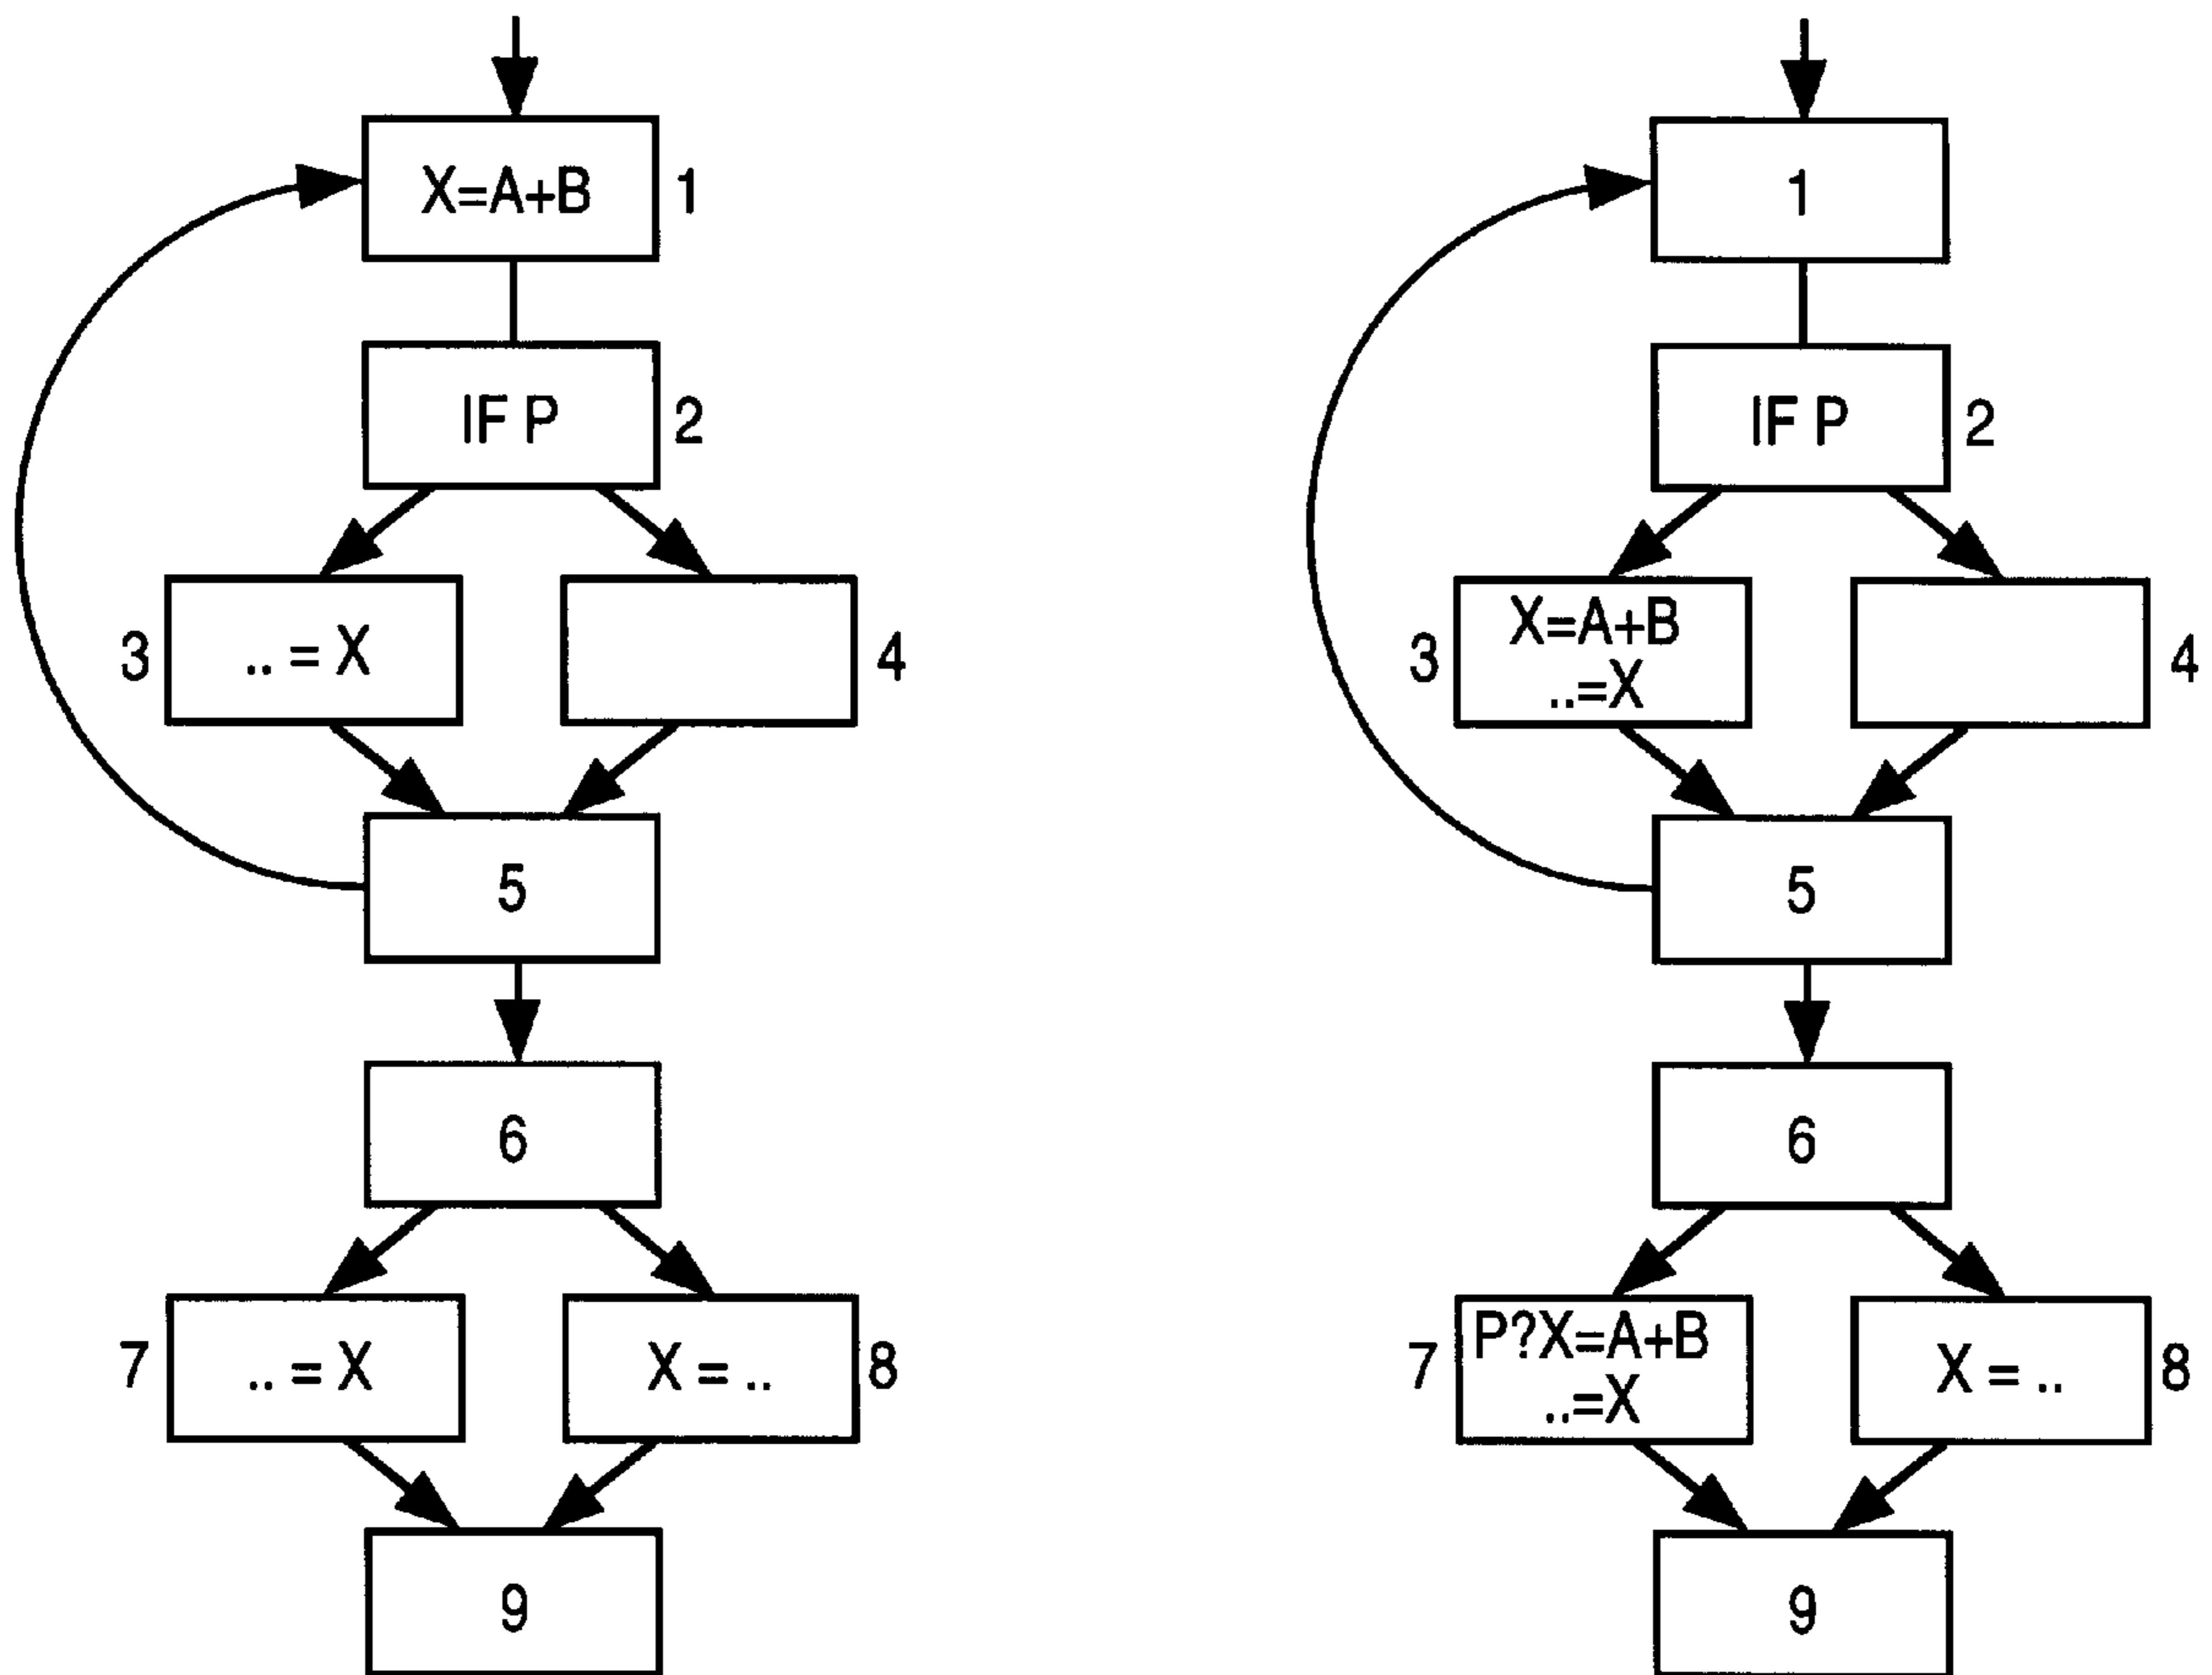 X=A+B
1
IF P
2
3
.. = X
4
5
6
7
.. = X
X = ..
8
9
1
IF P
2
3
X=A+B
..=X
4
5
6
7
P?X=A+B
..=X
X = ..
8
9